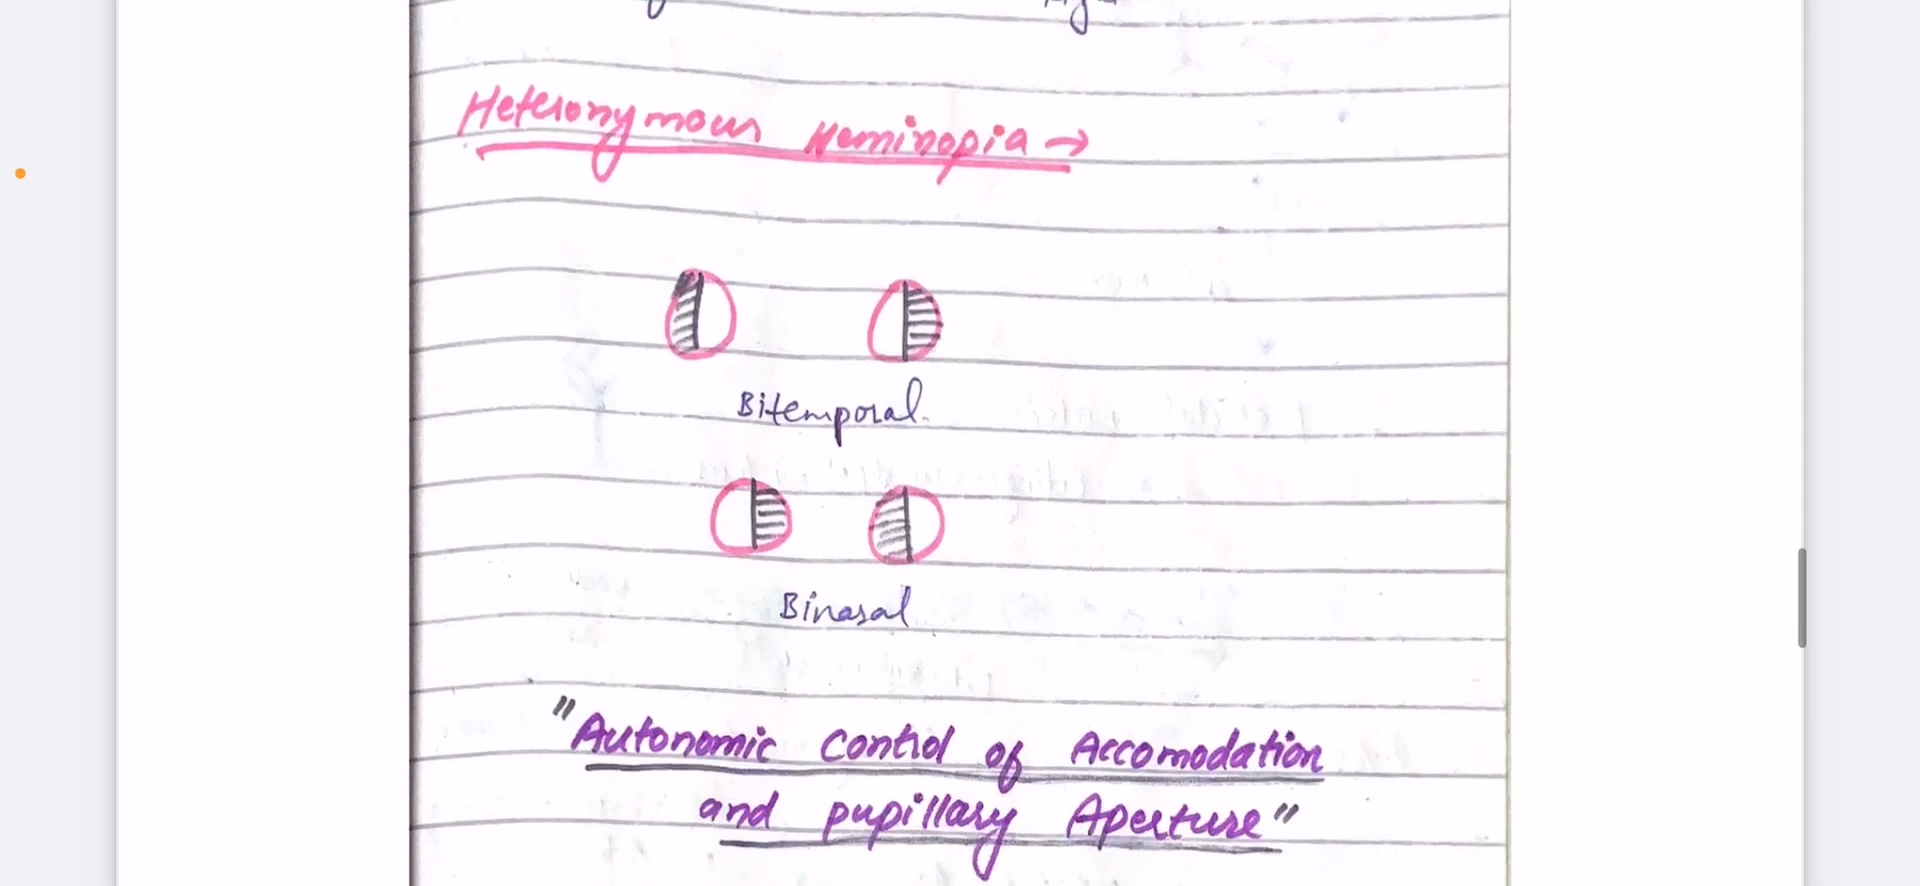 Heteronymous Heminopia →
Bitemporal.
Binasal
"Autonomic control of Accomodation
and pupillary Aperture"